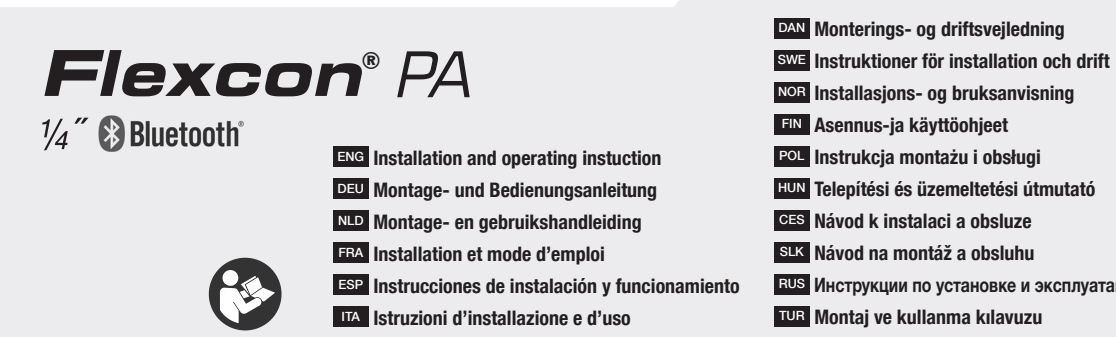 Flexcon® PA
1/4″ Bluetooth®
ENG Installation and operating instuction
DEU Montage- und Bedienungsanleitung
NLD Montage- en gebruikshandleiding
FRA Installation et mode d'emploi
ESP Instrucciones de instalación y funcionamiento
ITA Istruzioni d'installazione e d'uso
DAN Monterings- og driftsvejledning
SWE Instruktioner för installation och drift
NOR Installasjons- og bruksanvisning
FIN Asennus-ja käyttöohjeet
POL Instrukcja montażu i obsługi
HUN Telepítési és üzemeltetési útmutató
CES Návod k instalaci a obsluze
SLK Návod na montáž a obsluhu
RUS Инструкции по установке и
TUR Montaj ve kullanma kılavuzu